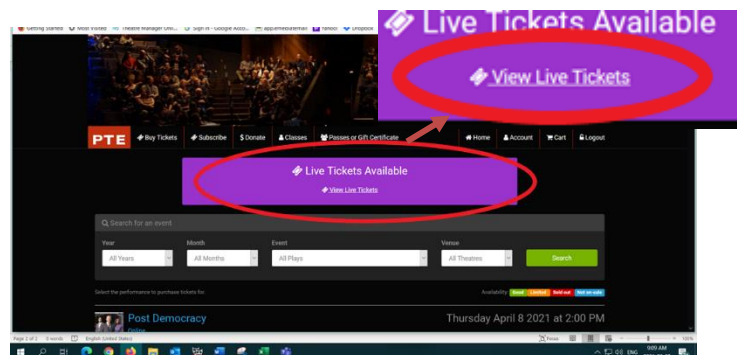 Getting Started Most Visited Theatre Manager Onli... Sign in - Google Acco... Yahoo Dropbox
Live Tickets Available
View Live Tickets
PTE Buy Tickets Subscribe $ Donate Classes Passes or Gift Certificate Home Account Cart Logout
Live Tickets Available
View Live Tickets
Search for an event
Year Month Event Venue
All Years All Months All Plays All Theatres Search
Select the performance to purchase tickets for: Availability Good Limited Sold out Not on sale
Post Democracy Thursday April 8 2021 at 2:00 PM
Online
Page 1 of 2 0 words English (United States) Focus 100%
ENG 9:09 AM